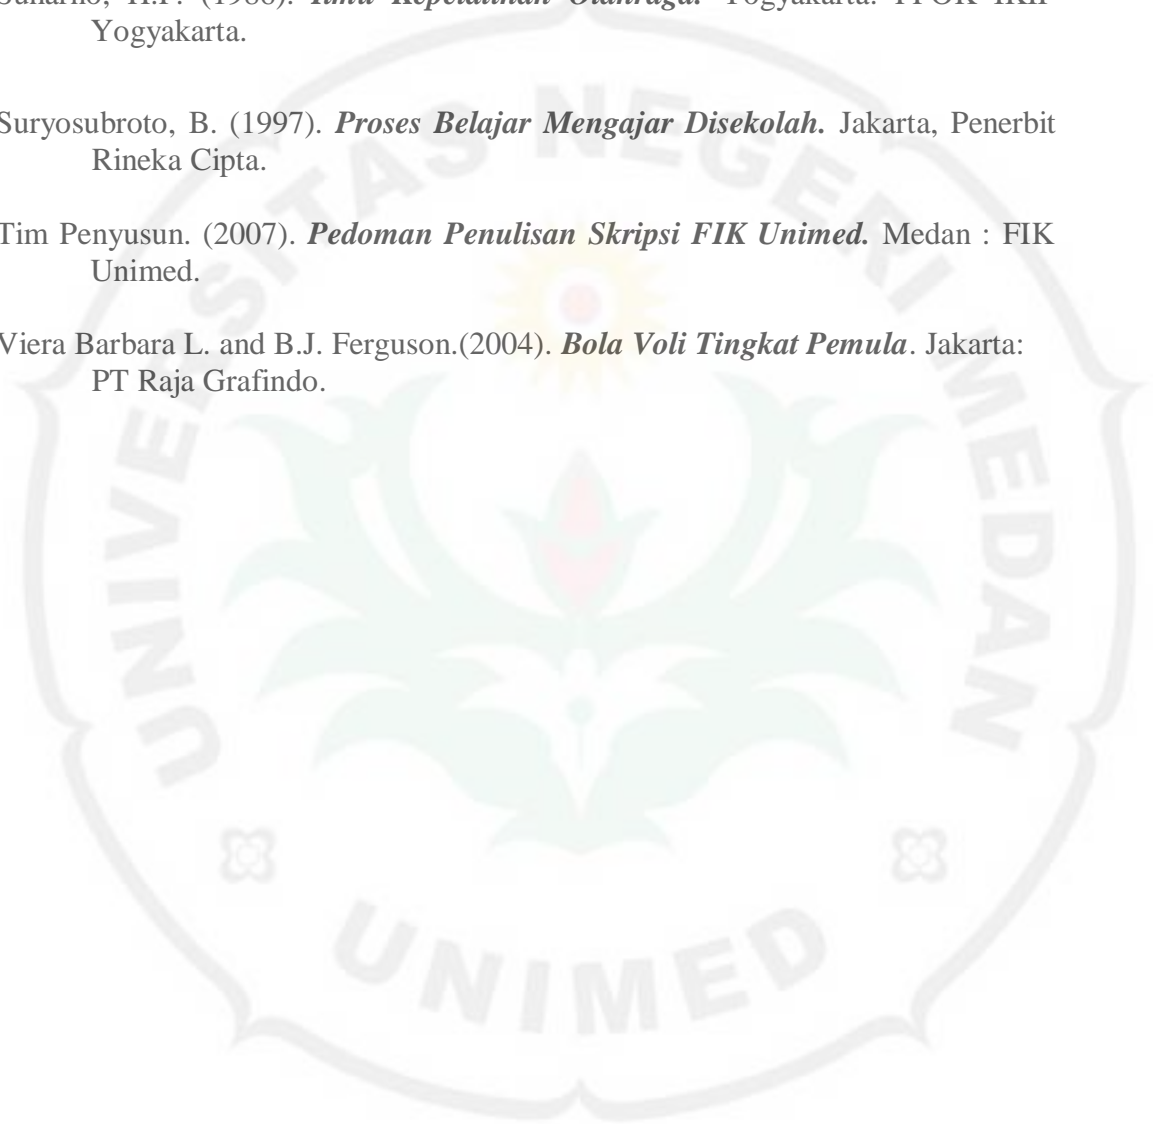 Yogyakarta.
Suryosubroto, B. (1997). Proses Belajar Mengajar Disekolah. Jakarta, Penerbit
Rineka Cipta.
Tim Penyusun. (2007). Pedoman Penulisan Skripsi FIK Unimed. Medan : FIK
Unimed.
Viera Barbara L. and B.J. Ferguson.(2004). Bola Voli Tingkat Pemula. Jakarta:
PT Raja Grafindo.
UNIVERSITAS NEGERI MEDAN
UNIMED